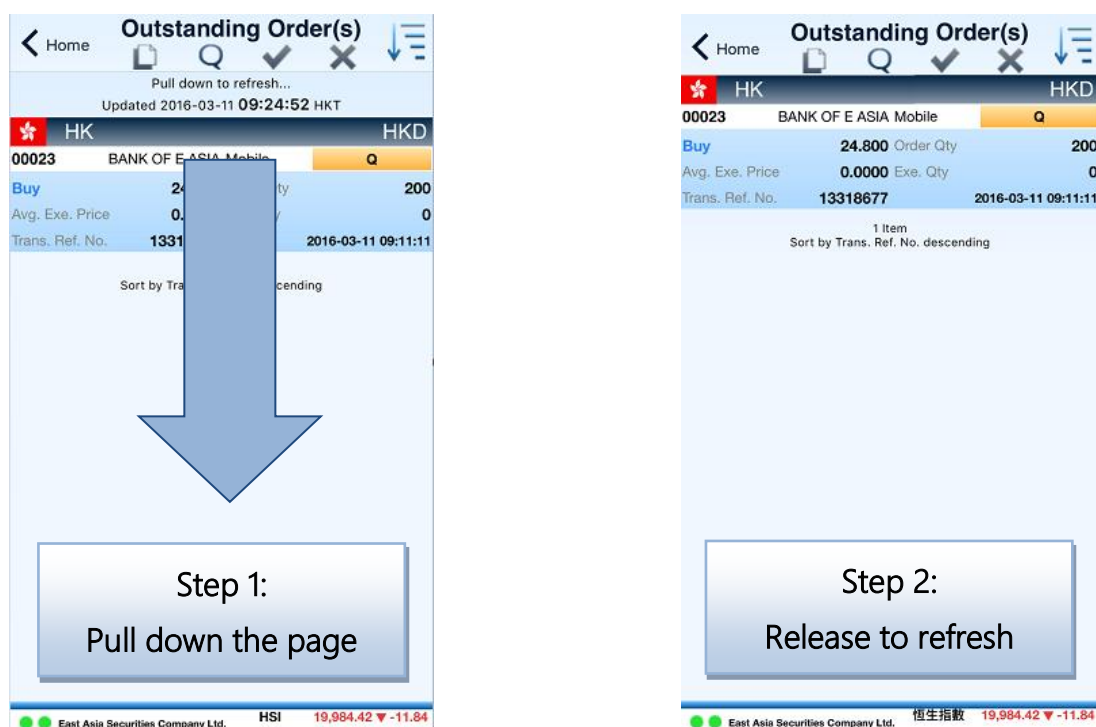 Home
Outstanding Order(s)
Q
Pull down to refresh...
Updated 2016-03-11 09:24:52 HKT
HK HKD
00023 BANK OF E ASIA Mobile Q
Buy 200
Avg. Exe. Price 0
Trans. Ref. No. 2016-03-11 09:11:11
Sort by
Step 1:
Pull down the page
East Asia Securities Company Ltd. HSI 19,984.42 ▼ -11.84
Home
Outstanding Order(s)
Q
HK HKD
00023 BANK OF E ASIA Mobile Q
Buy 24.800 Order Qty 200
Avg. Exe. Price 0.0000 Exe. Qty 0
Trans. Ref. No. 13318677 2016-03-11 09:11:11
1 Item
Sort by Trans. Ref. No. descending
Step 2:
Release to refresh
East Asia Securities Company Ltd. 恆生指數 19,984.42 ▼ -11.84